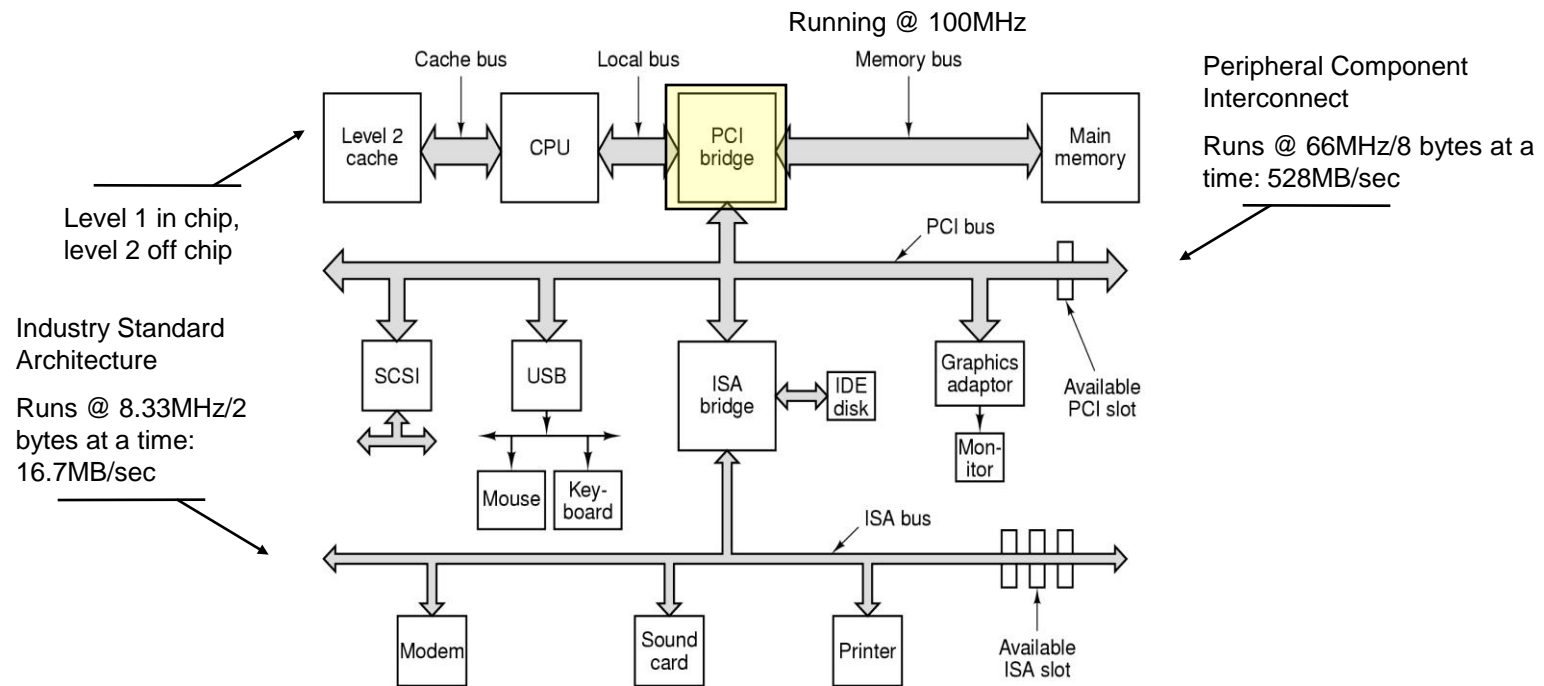 Running @ 100MHz
Cache bus
Local bus
Memory bus
Peripheral Component
Interconnect
Runs @ 66MHz/8 bytes at a
time: 528MB/sec
Level 2
cache
CPU
PCI
bridge
Main
memory
Level 1 in chip,
level 2 off chip
PCI bus
Industry Standard
Architecture
Runs @ 8.33MHz/2
bytes at a time:
16.7MB/sec
SCSI
USB
ISA
bridge
IDE
disk
Graphics
adaptor
Available
PCI slot
Mon-
itor
Mouse
Key-
board
ISA bus
Modem
Sound
card
Printer
Available
ISA slot